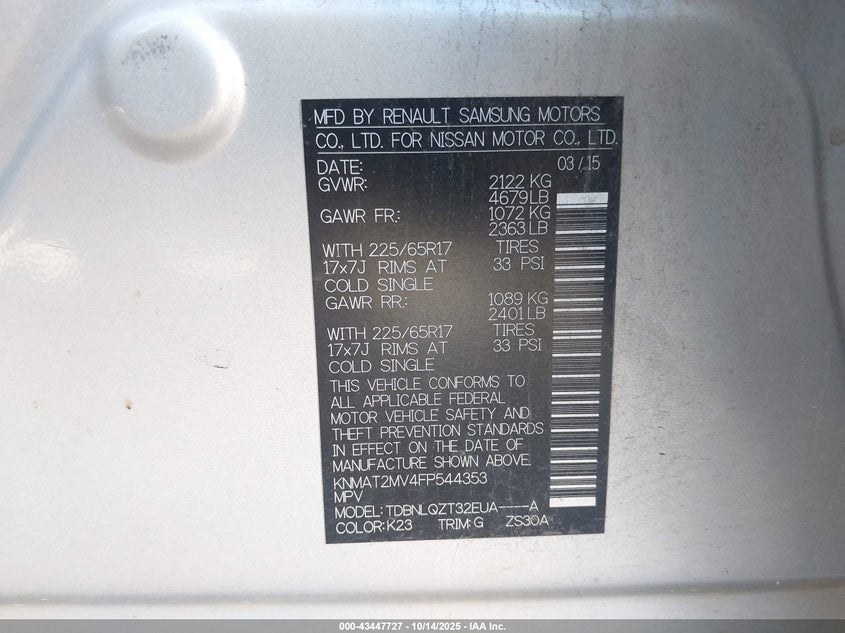 MFD BY RENAULT SAMSUNG MOTORS
CO., LTD. FOR NISSAN MOTOR CO., LTD.
DATE: 03/15
GVWR: 2122 KG
4679 LB
GAWR FR.: 1072 KG
2363 LB
WITH 225/65R17 TIRES
17x7J RIMS AT 33 PSI
COLD SINGLE
GAWR RR.: 1089 KG
2401 LB
WITH 225/65R17 TIRES
17x7J RIMS AT 33 PSI
COLD SINGLE
THIS VEHICLE CONFORMS TO
ALL APPLICABLE FEDERAL
MOTOR VEHICLE SAFETY AND
THEFT PREVENTION STANDARDS
IN EFFECT ON THE DATE OF
MANUFACTURE SHOWN ABOVE.
KNMAT2MV4FP544353
MPV
MODEL: TDBNLQZT32EUA----A
COLOR: K23 TRIM: G ZS30A
000-43447727 - 10/14/2025 - IAA Inc.